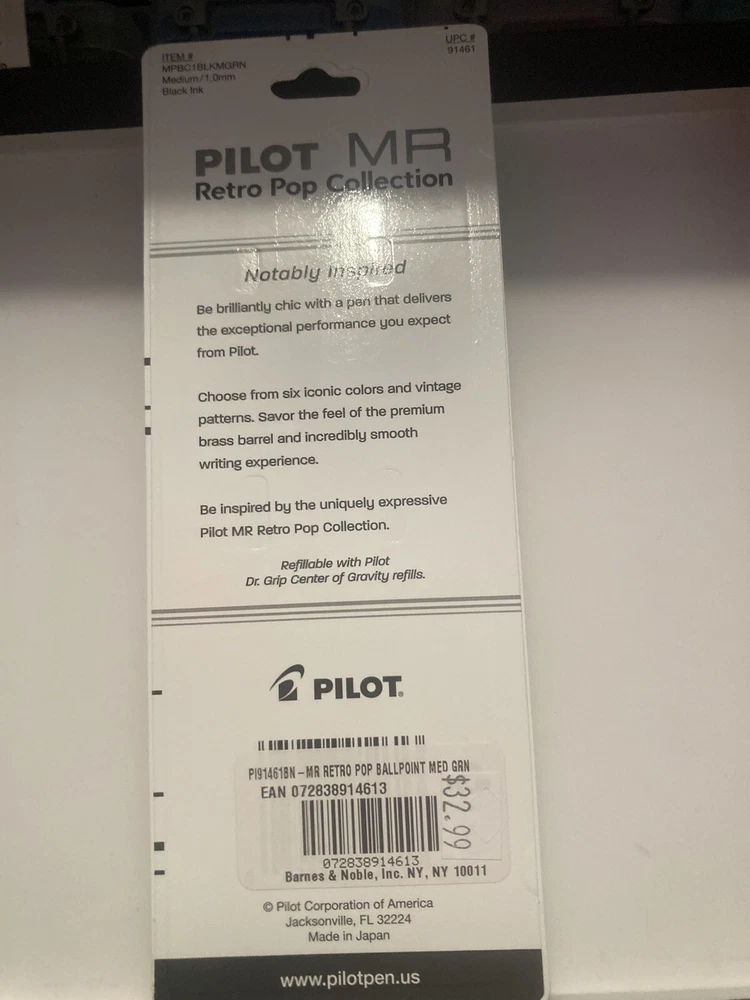 ITEM #
MPBC1BLKMGRN
Medium/1.0mm
Black Ink
UPC #
91461
PILOT MR
Retro Pop Collection
Notably Inspired
Be brilliantly chic with a pen that delivers
the exceptional performance you expect
from Pilot.
Choose from six iconic colors and vintage
patterns. Savor the feel of the premium
brass barrel and incredibly smooth
writing experience.
Be inspired by the uniquely expressive
Pilot MR Retro Pop Collection.
Refillable with Pilot
Dr. Grip Center of Gravity refills.
PILOT®
PI91461BN – MR RETRO POP BALLPOINT MED GRN
EAN 072838914613
$32.99
072838914613
Barnes & Noble, Inc. NY, NY 10011
© Pilot Corporation of America
Jacksonville, FL 32224
Made in Japan
www.pilotpen.us